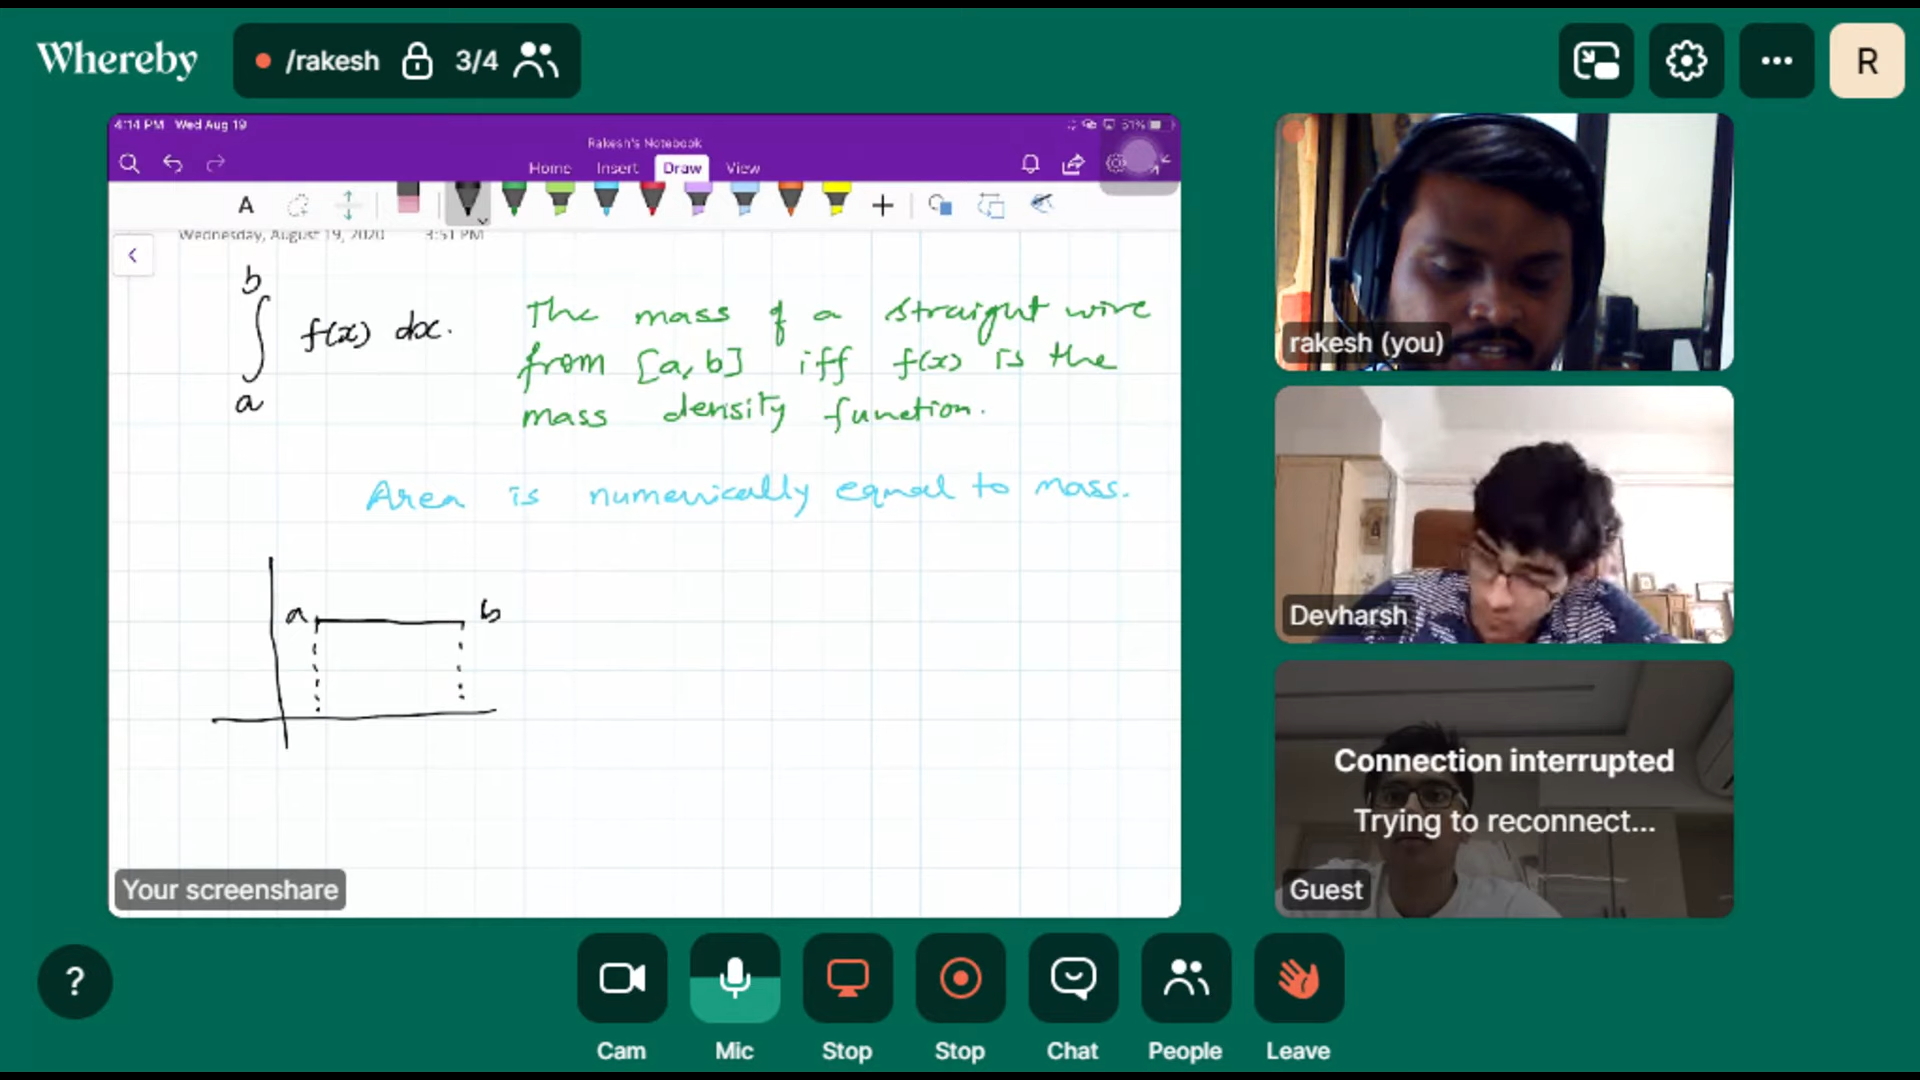 Whereby
/rakesh 3/4
R
4:14 PM Wed Aug 19
51%
Rakesh's Notebook
Home Insert Draw View
A
Wednesday, August 19, 2020 3:51 PM
b
∫ f(x) dx.
a
The mass of a straight wire
from [a, b] iff f(x) is the
mass density function.
Area is numerically equal to mass.
a b
Your screenshare
rakesh (you)
Devharsh
Connection interrupted
Trying to reconnect...
Guest
?
Cam Mic Stop Stop Chat People Leave